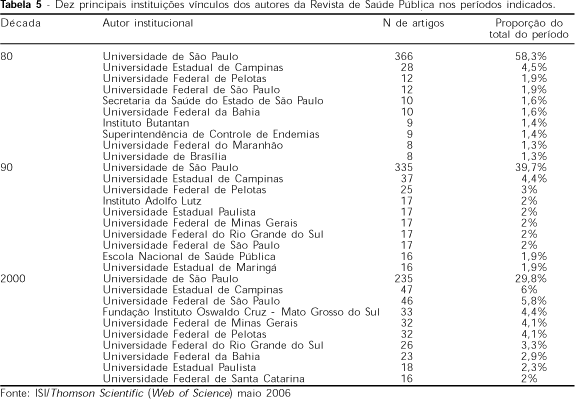 Tabela 5 - Dez principais instituições vínculos dos autores da Revista de Saúde Pública nos períodos indicados.
Década Autor institucional N de artigos Proporção do
total do período
80 Universidade de São Paulo 366 58,3%
Universidade Estadual de Campinas 28 4,5%
Universidade Federal de Pelotas 12 1,9%
Universidade Federal de São Paulo 12 1,9%
Secretaria da Saúde do Estado de São Paulo 10 1,6%
Universidade Federal da Bahia 10 1,6%
Instituto Butantan 9 1,4%
Superintendência de Controle de Endemias 9 1,4%
Universidade Federal do Maranhão 8 1,3%
Universidade de Brasília 8 1,3%
90 Universidade de São Paulo 335 39,7%
Universidade Estadual de Campinas 37 4,4%
Universidade Federal de Pelotas 25 3%
Instituto Adolfo Lutz 17 2%
Universidade Estadual Paulista 17 2%
Universidade Federal de Minas Gerais 17 2%
Universidade Federal do Rio Grande do Sul 17 2%
Universidade Federal de São Paulo 17 2%
Escola Nacional de Saúde Pública 16 1,9%
Universidade Estadual de Maringá 16 1,9%
2000 Universidade de São Paulo 235 29,8%
Universidade Estadual de Campinas 47 6%
Universidade Federal de São Paulo 46 5,8%
Fundação Instituto Oswaldo Cruz - Mato Grosso do Sul 33 4,4%
Universidade Federal de Minas Gerais 32 4,1%
Universidade Federal de Pelotas 32 4,1%
Universidade Federal do Rio Grande do Sul 26 3,3%
Universidade Federal da Bahia 23 2,9%
Universidade Estadual Paulista 18 2,3%
Universidade Federal de Santa Catarina 16 2%
Fonte: ISI/Thomson Scientific (Web of Science) maio 2006